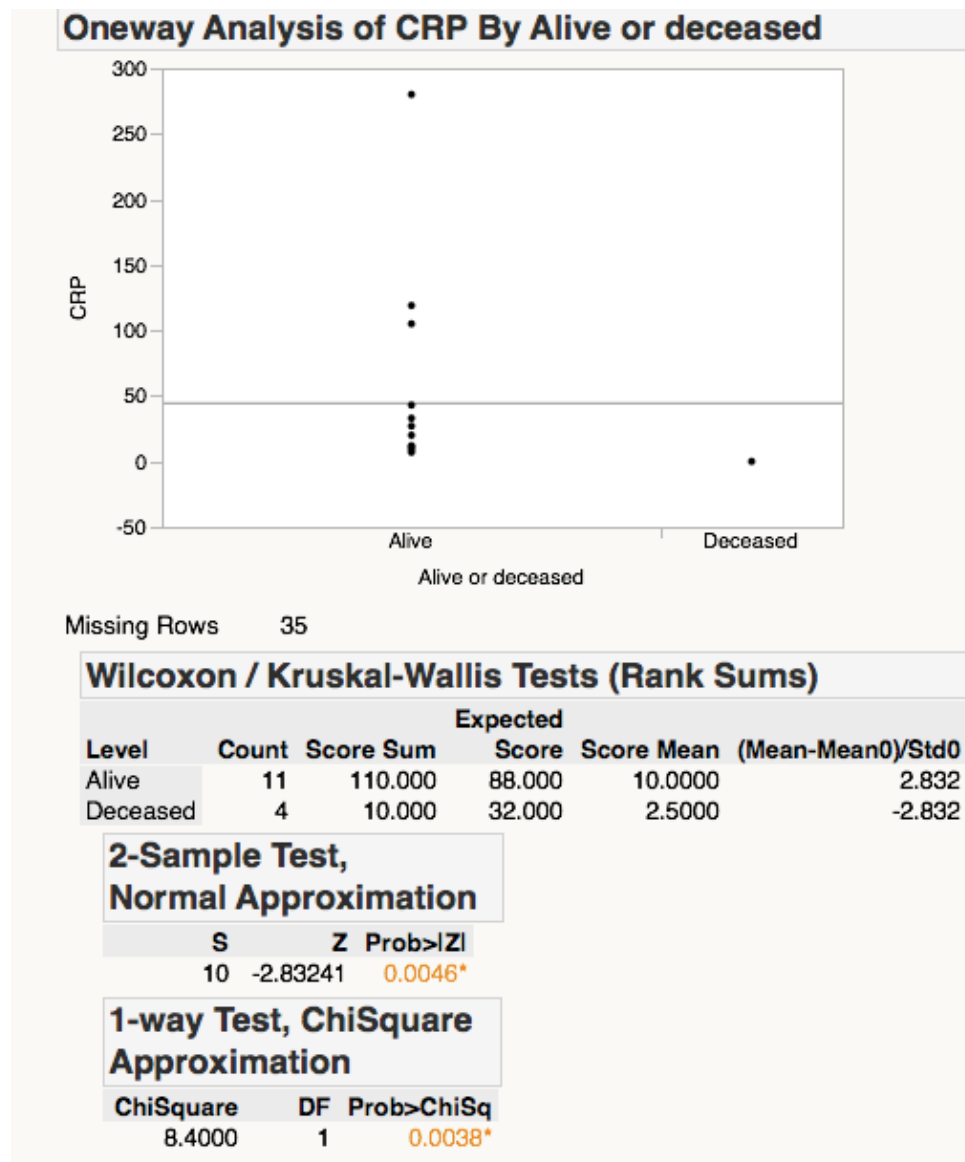 Oneway Analysis of CRP By Alive or deceased
300
250
200
150
100
50
0
-50
CRP
Alive Deceased
Alive or deceased
Missing Rows 35
Wilcoxon / Kruskal-Wallis Tests (Rank Sums)
Expected
Level Count Score Sum Score Score Mean (Mean-Mean0)/Std0
Alive 11 110.000 88.000 10.0000 2.832
Deceased 4 10.000 32.000 2.5000 -2.832
2-Sample Test,
Normal Approximation
S Z Prob>|Z|
10 -2.83241 0.0046*
1-way Test, ChiSquare
Approximation
ChiSquare DF Prob>ChiSq
8.4000 1 0.0038*